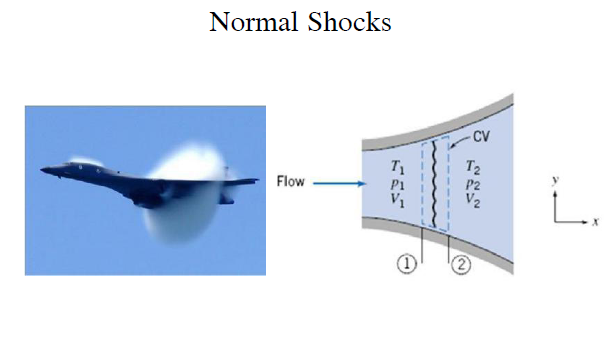 Normal Shocks
Flow
CV
T₁ T₂
p₁ p₂
V₁ V₂
y
x
① ②